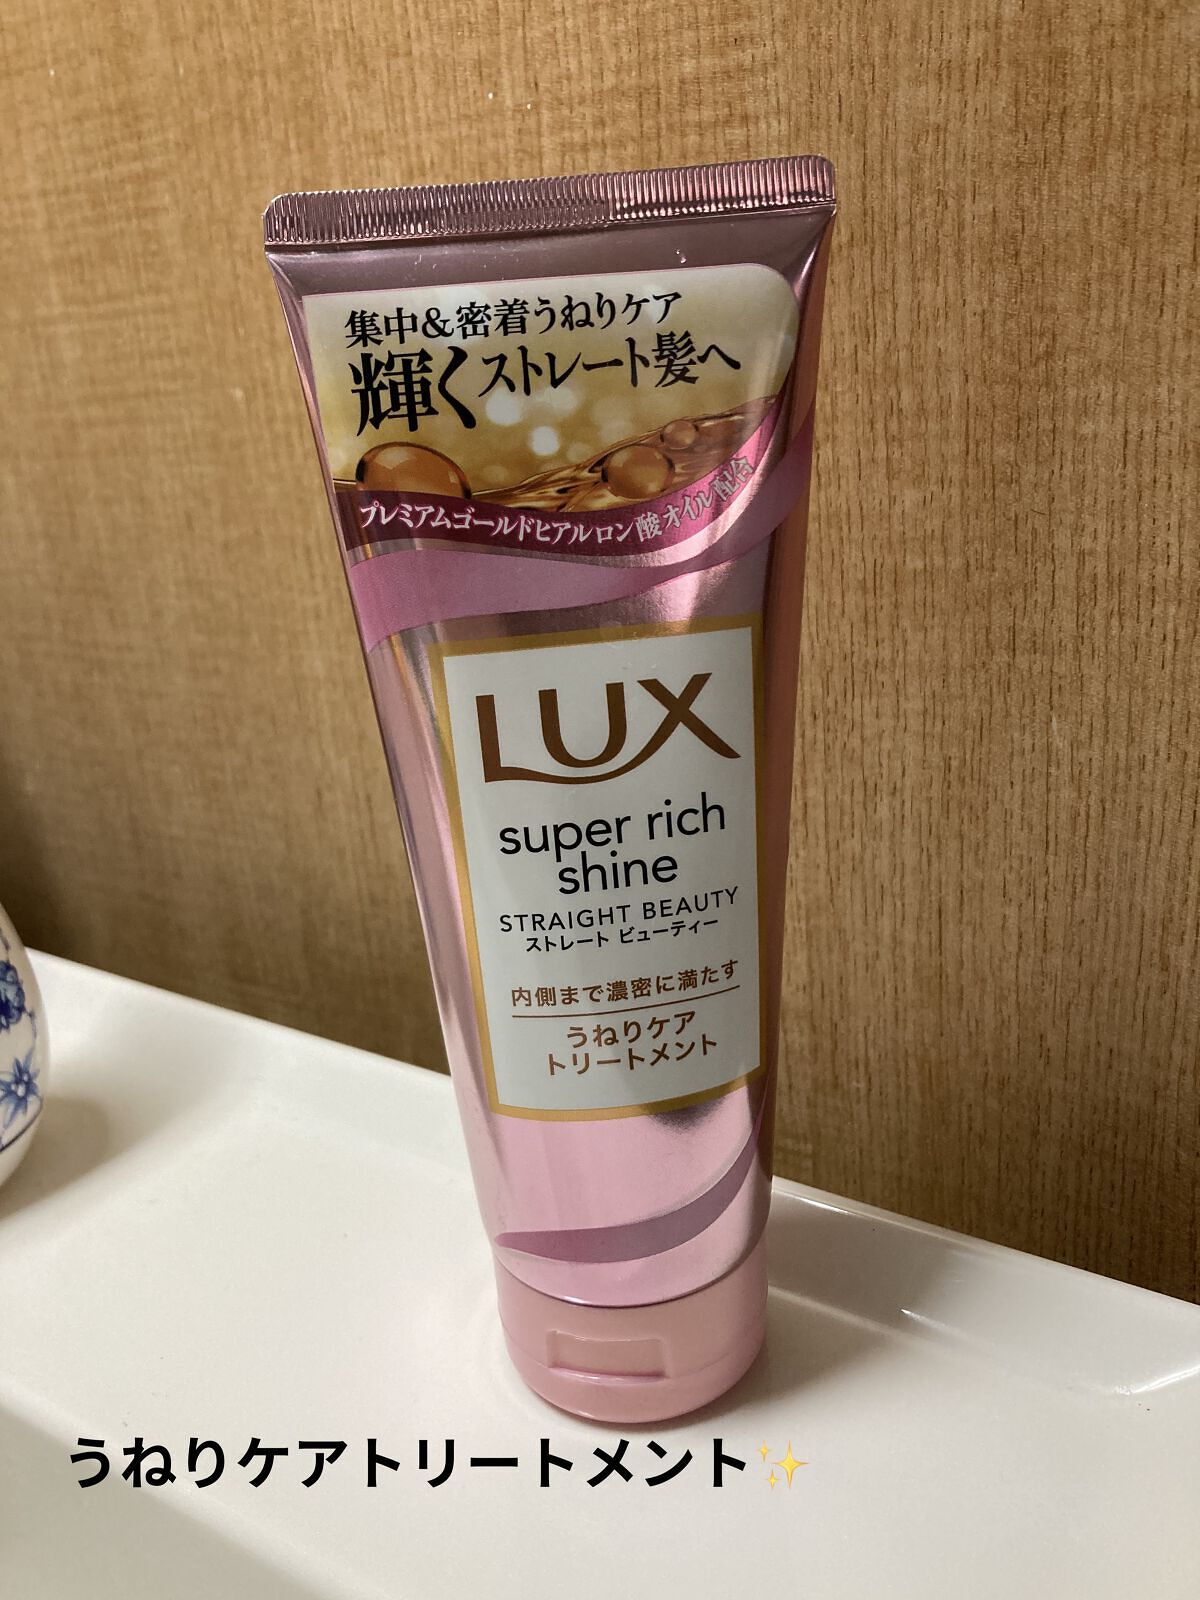 集中&密着うねりケア
輝くストレート髪へ
プレミアムゴールドヒアルロン酸オイル配合
LUX
super rich
shine
STRAIGHT BEAUTY
ストレート ビューティー
内側まで濃密に満たす
うねりケア
トリートメント
うねりケアトリートメント✨